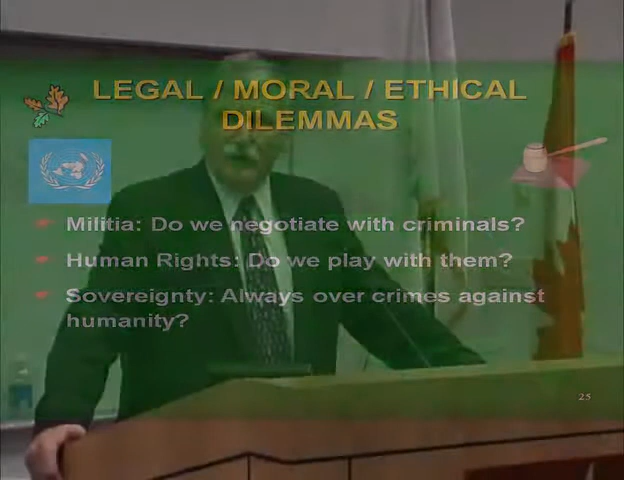 LEGAL / MORAL / ETHICAL
DILEMMAS
Militia: Do we negotiate with criminals?
Human Rights: Do we play with them?
Sovereignty: Always over crimes against
humanity?
25